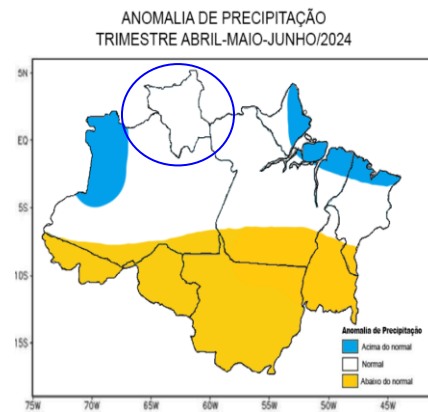 ANOMALIA DE PRECIPITAÇÃO
TRIMESTRE ABRIL-MAIO-JUNHO/2024
5N
EQ
5S
10S
15S
75W 70W 65W 60W 55W 50W 45W
Anomalia de Precipitação
Acima do normal
Normal
Abaixo do normal